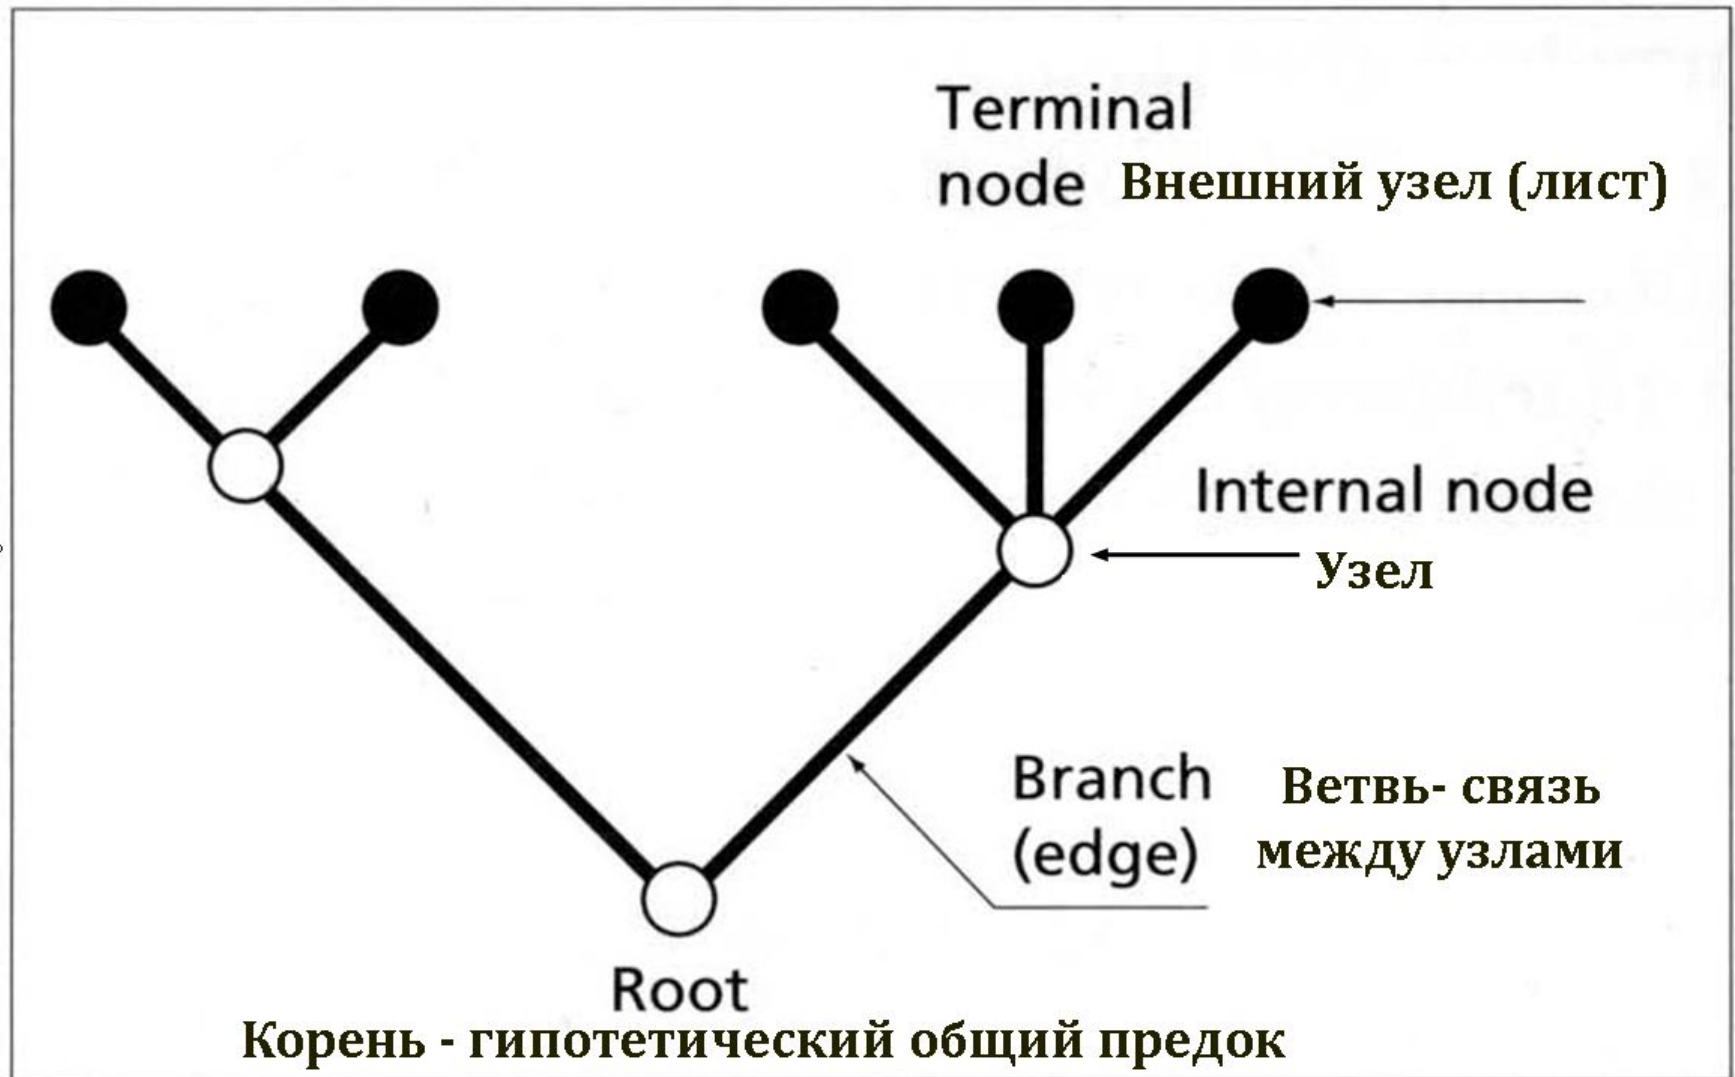 Terminal
node Внешний узел (лист)
Internal node
Узел
Branch
(edge)
Ветвь- связь
между узлами
Root
Корень - гипотетический общий предок